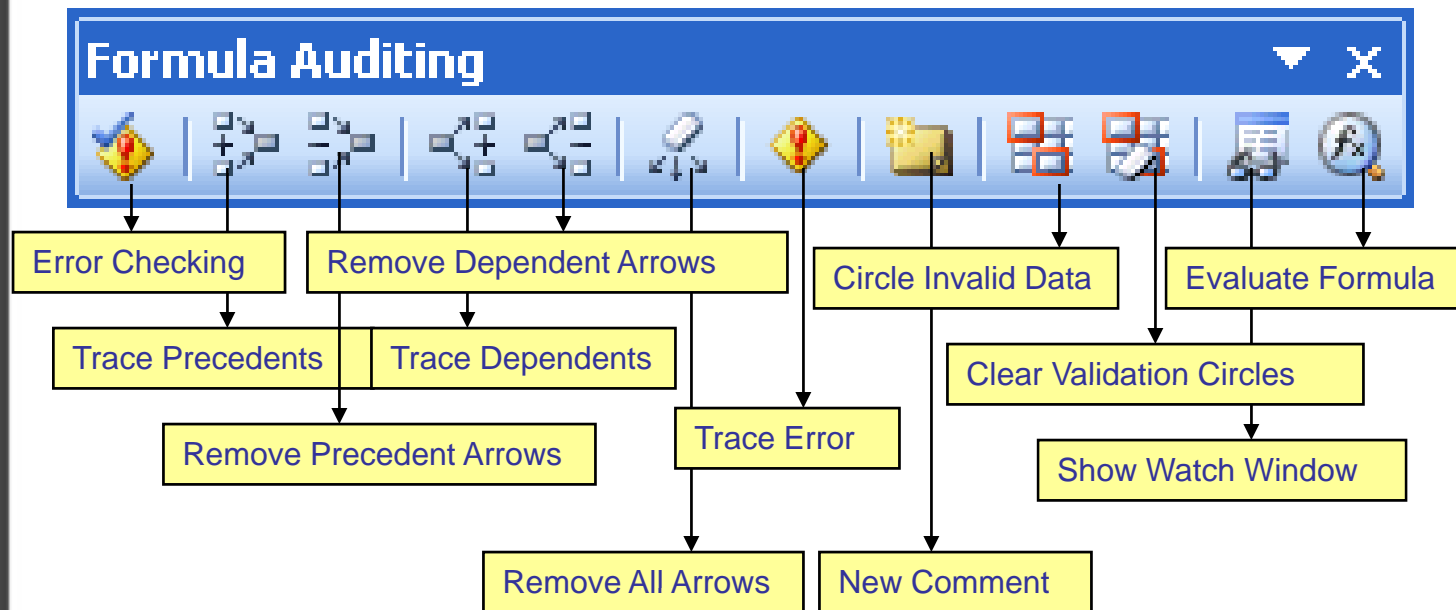 Formula Auditing
Error Checking
Remove Dependent Arrows
Circle Invalid Data
Evaluate Formula
Trace Precedents
Trace Dependents
Clear Validation Circles
Remove Precedent Arrows
Trace Error
Show Watch Window
Remove All Arrows
New Comment